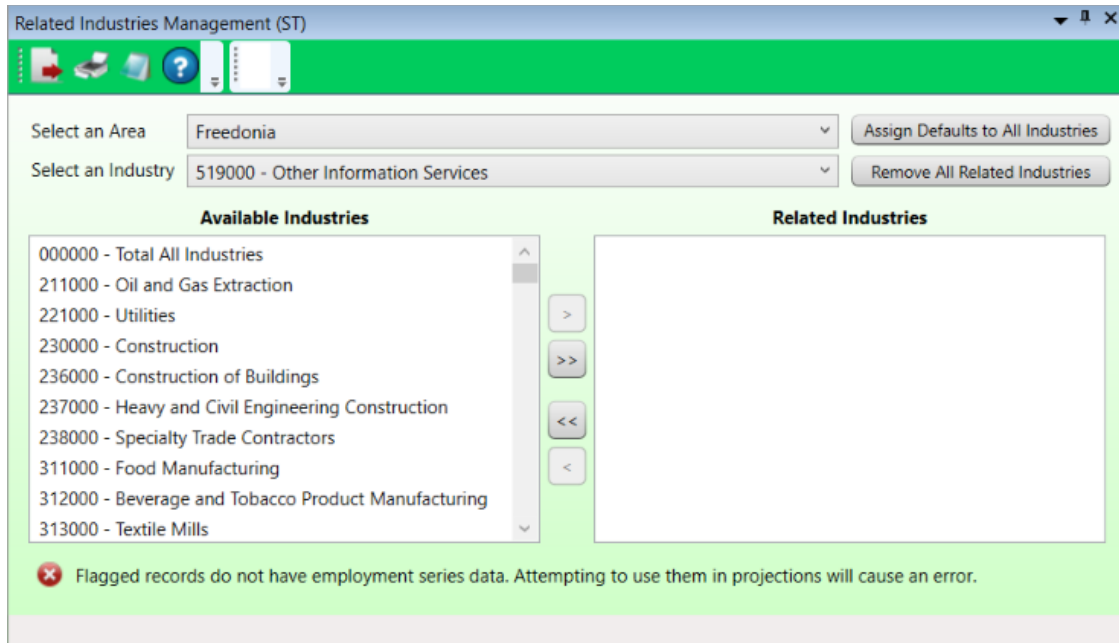 Related Industries Management (ST)
?
Select an Area
Freedonia
Assign Defaults to All Industries
Select an Industry
519000 - Other Information Services
Remove All Related Industries
Available Industries
Related Industries
000000 - Total All Industries
211000 - Oil and Gas Extraction
221000 - Utilities
230000 - Construction
236000 - Construction of Buildings
237000 - Heavy and Civil Engineering Construction
238000 - Specialty Trade Contractors
311000 - Food Manufacturing
312000 - Beverage and Tobacco Product Manufacturing
313000 - Textile Mills
>
>>
<<
<
Flagged records do not have employment series data. Attempting to use them in projections will cause an error.